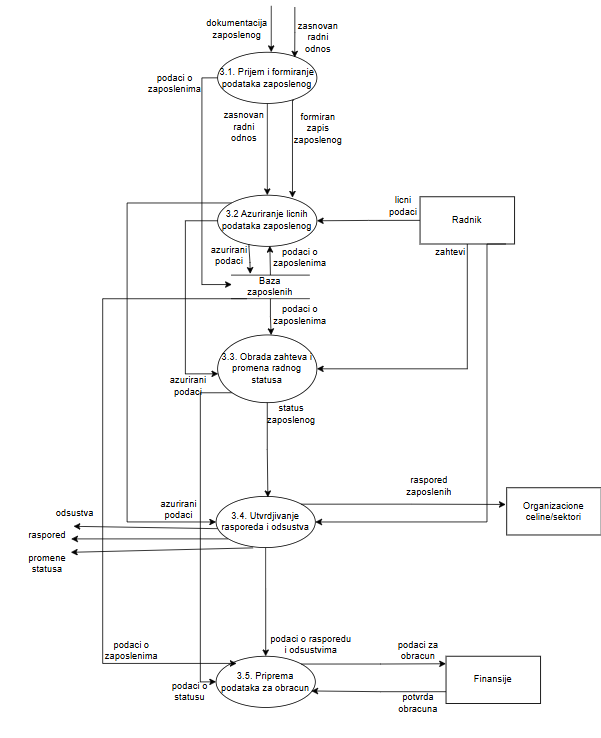 dokumentacija
zaposlenog
zasnovan
radni
odnos
3.1. Prijem i formiranje
podataka zaposlenog
podaci o
zaposlenima
zasnovan
radni
odnos
formiran
zapis
zaposlenog
3.2 Azuriranje licnih
podataka zaposlenog
licni
podaci
Radnik
zahtevi
azurirani
podaci
podaci o
zaposlenima
Baza
zaposlenih
podaci o
zaposlenima
3.3. Obrada zahteva i
promena radnog
statusa
azurirani
podaci
status
zaposlenog
raspored
zaposlenih
azurirani
podaci
odsustva
raspored
promene
statusa
3.4. Utvrdjivanje
rasporeda i odsustva
Organizacione
celine/sektori
podaci o rasporedu
i odsustvima
podaci o
zaposlenima
podaci za
obracun
3.5. Priprema
podataka za obracun
podaci o
statusu
Finansije
potvrda
obracuna